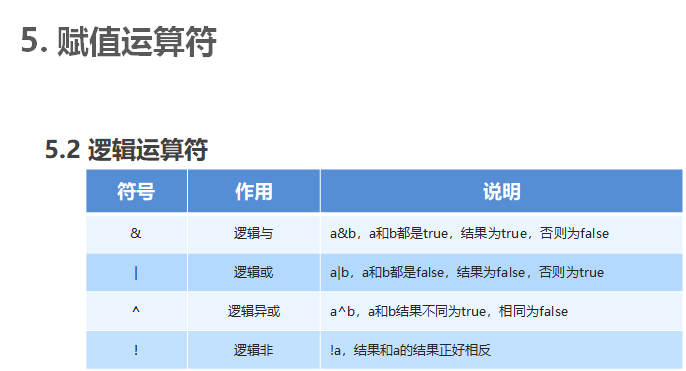 5. 赋值运算符
5.2 逻辑运算符
符号 作用 说明
& 逻辑与 a&b，a和b都是true，结果为true，否则为false
| 逻辑或 a|b，a和b都是false，结果为false，否则为true
^ 逻辑异或 a^b，a和b结果不同为true，相同为false
! 逻辑非 !a，结果和a的结果正好相反